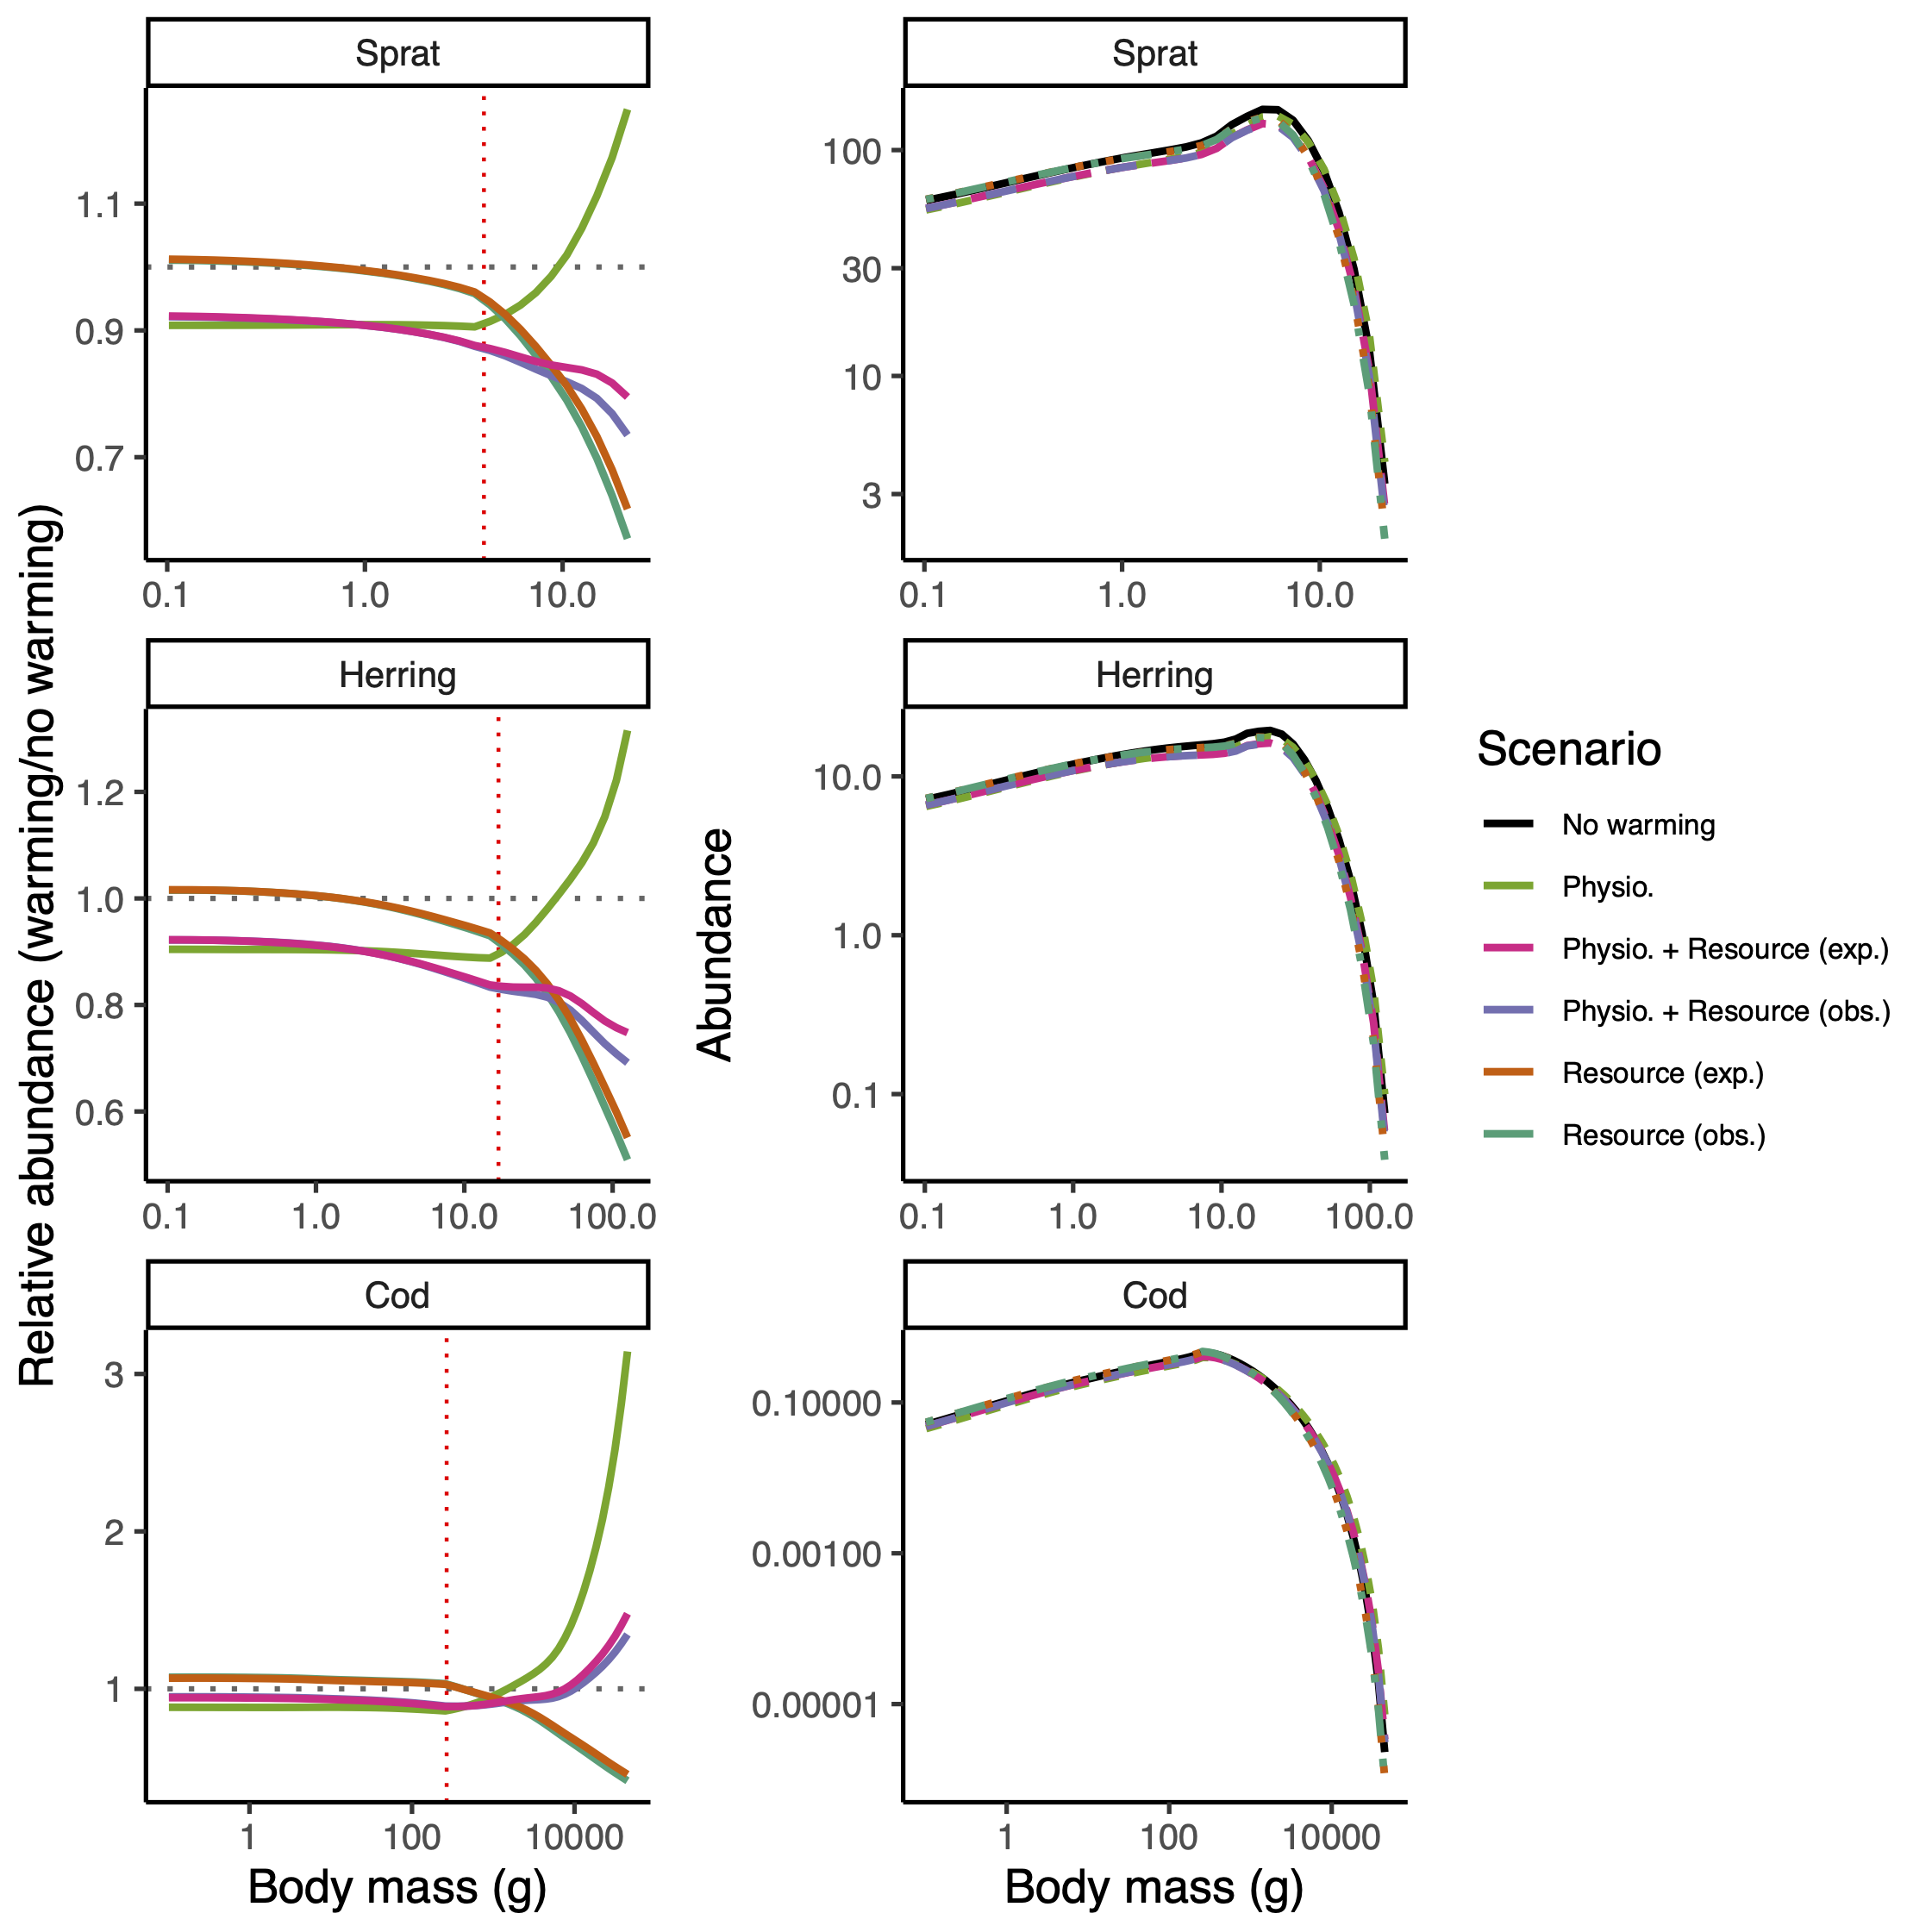 Sprat
Sprat
1.1
0.9
0.7
100
30
10
3
0.1 1.0 10.0
0.1 1.0 10.0
Relative abundance (warming/no warming)
Herring
Herring
1.2
1.0
0.8
0.6
Abundance
10.0
1.0
0.1
0.1 1.0 10.0 100.0
0.1 1.0 10.0 100.0
Scenario
No warming
Physio.
Physio. + Resource (exp.)
Physio. + Resource (obs.)
Resource (exp.)
Resource (obs.)
Cod
Cod
3
2
1
0.10000
0.00100
0.00001
1 100 10000
1 100 10000
Body mass (g)
Body mass (g)